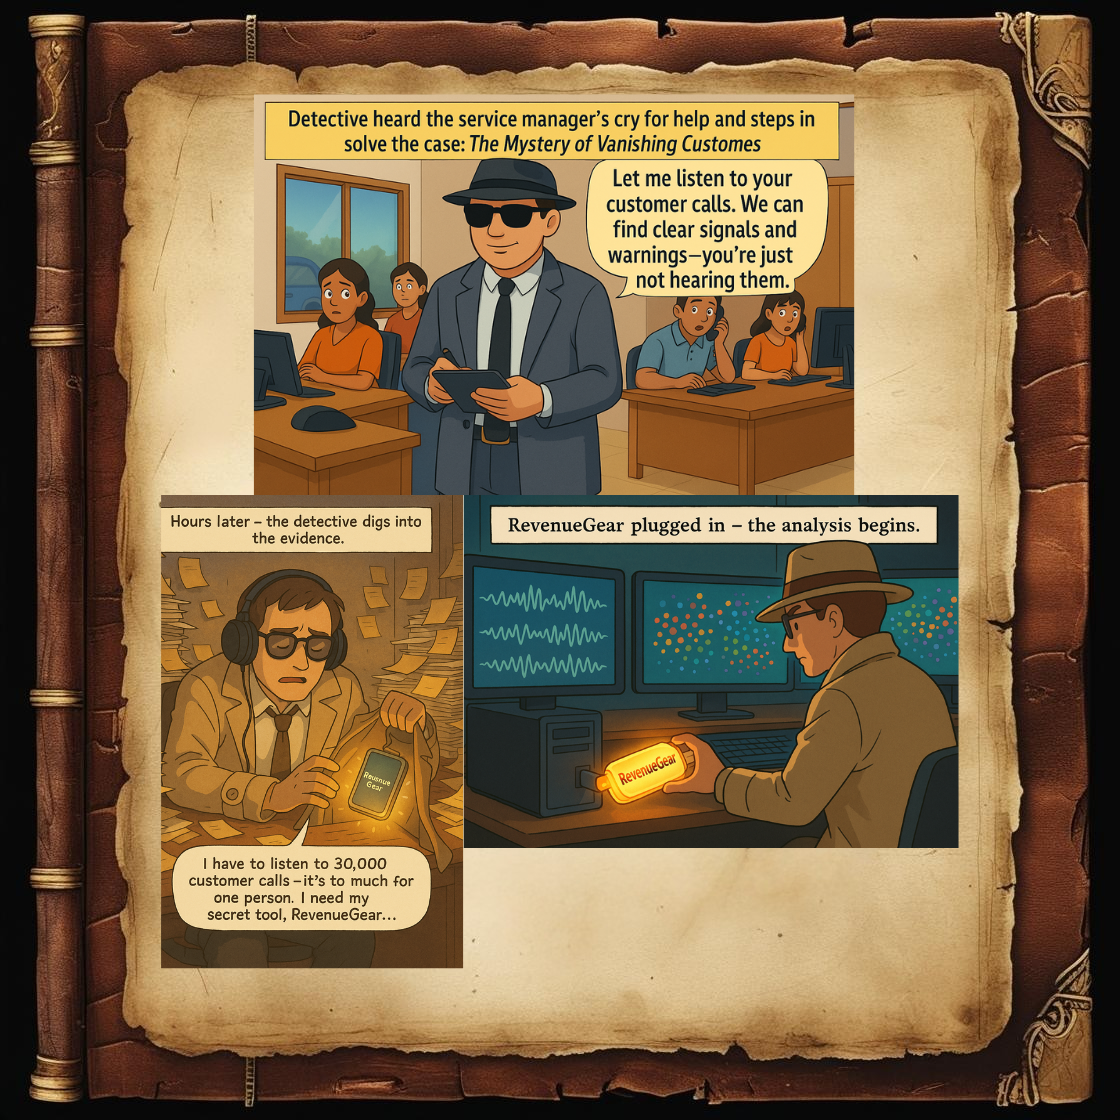 Detective heard the service manager's cry for help and steps in
solve the case: The Mystery of Vanishing Customes
Let me listen to your
customer calls. We can
find clear signals and
warnings—you're just
not hearing them.
Hours later – the detective digs into
the evidence.
Revenue
Gear
I have to listen to 30,000
customer calls – it's to much for
one person. I need my
secret tool, RevenueGear...
RevenueGear plugged in – the analysis begins.
RevenueGear